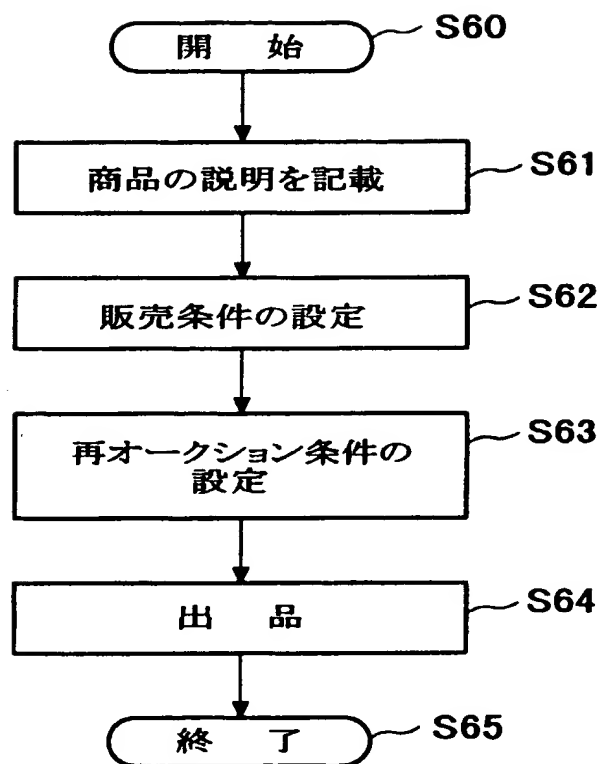 開 始
S60
商品の説明を記載
S61
販売条件の設定
S62
再オークション条件の
設定
S63
出 品
S64
終 了
S65